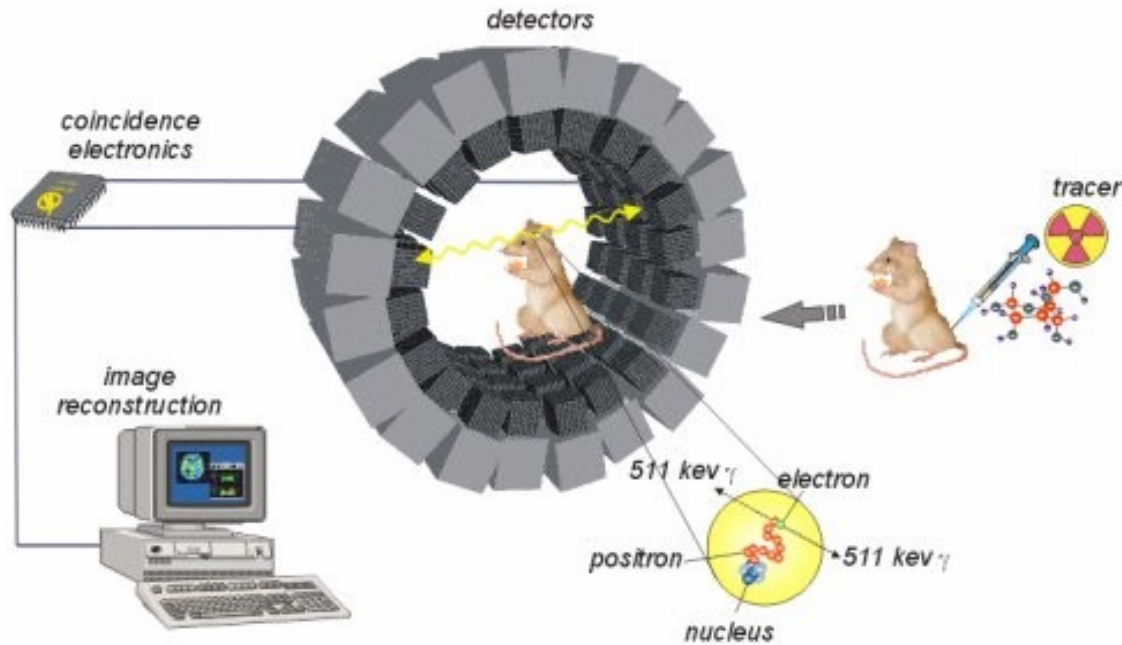 detectors
coincidence
electronics
tracer
image
reconstruction
511 kev γ
electron
positron
511 kev γ
nucleus